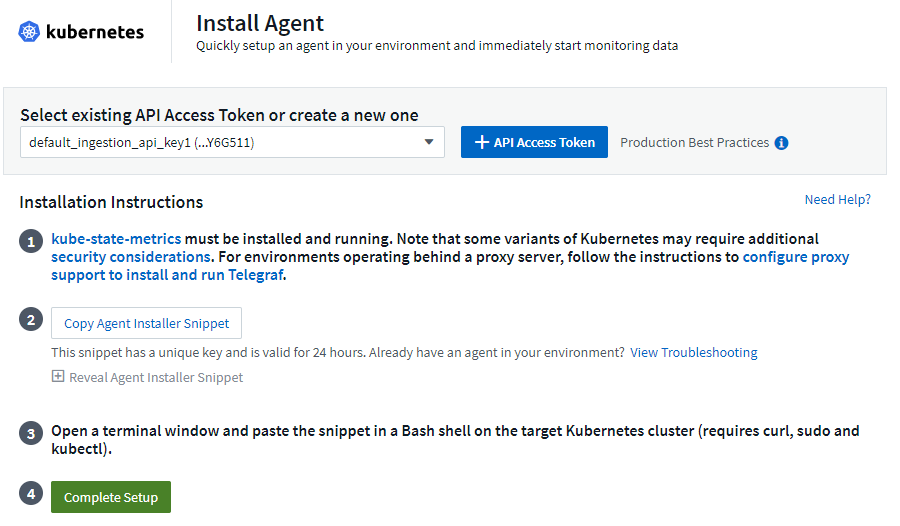 kubernetes
Install Agent
Quickly setup an agent in your environment and immediately start monitoring data
Select existing API Access Token or create a new one
default_ingestion_api_key1 (...Y6G511)
+ API Access Token
Production Best Practices i
Installation Instructions
Need Help?
1
kube-state-metrics must be installed and running. Note that some variants of Kubernetes may require additional
security considerations. For environments operating behind a proxy server, follow the instructions to configure proxy
support to install and run Telegraf.
2
Copy Agent Installer Snippet
This snippet has a unique key and is valid for 24 hours. Already have an agent in your environment? View Troubleshooting
Reveal Agent Installer Snippet
3
Open a terminal window and paste the snippet in a Bash shell on the target Kubernetes cluster (requires curl, sudo and
kubectl).
4
Complete Setup